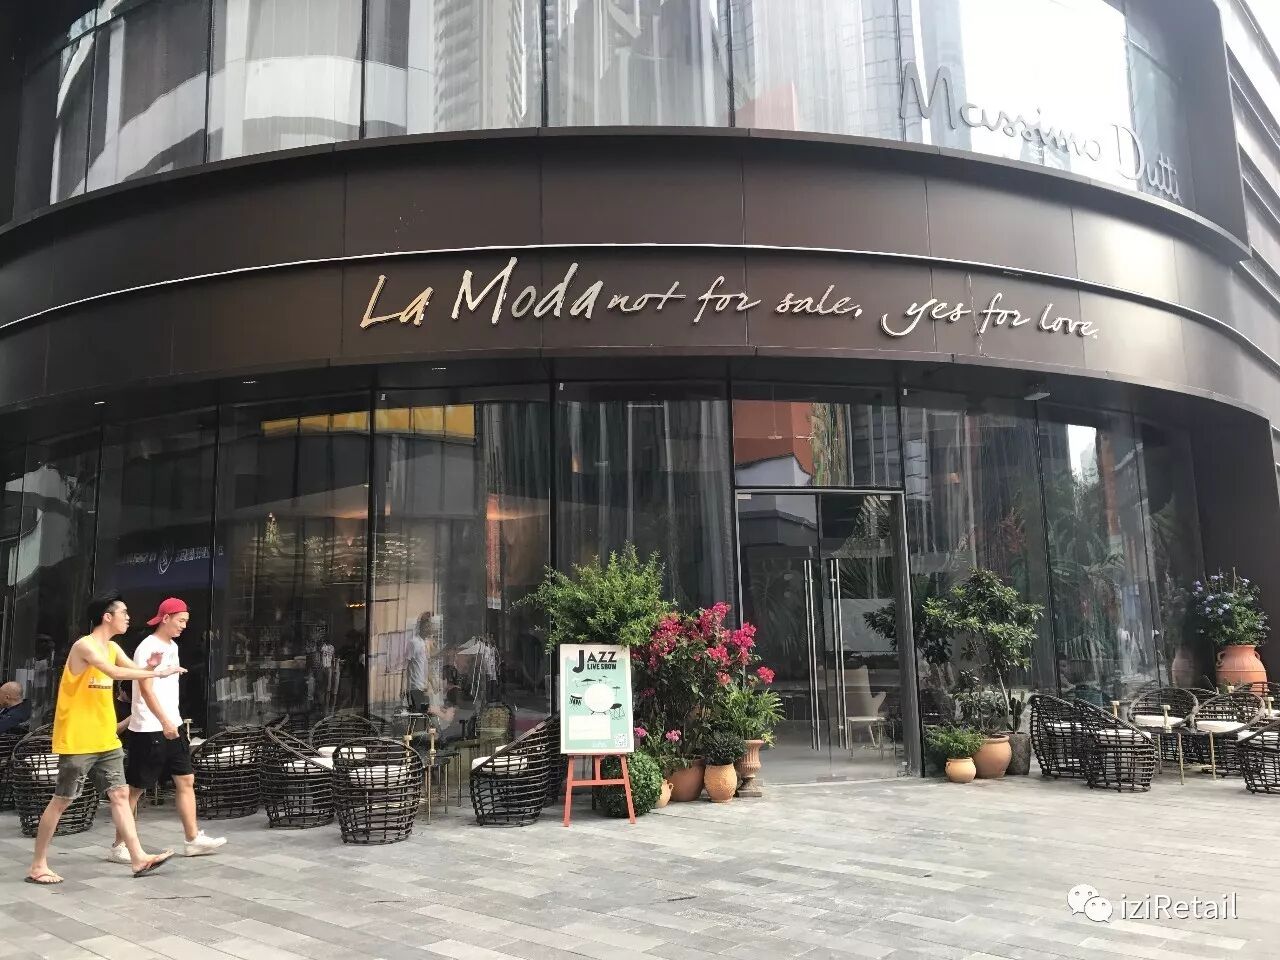 Massimo Dutti
La Moda not for sale, yes for love.
JAZZ
LIVE SHOW
iziRetail